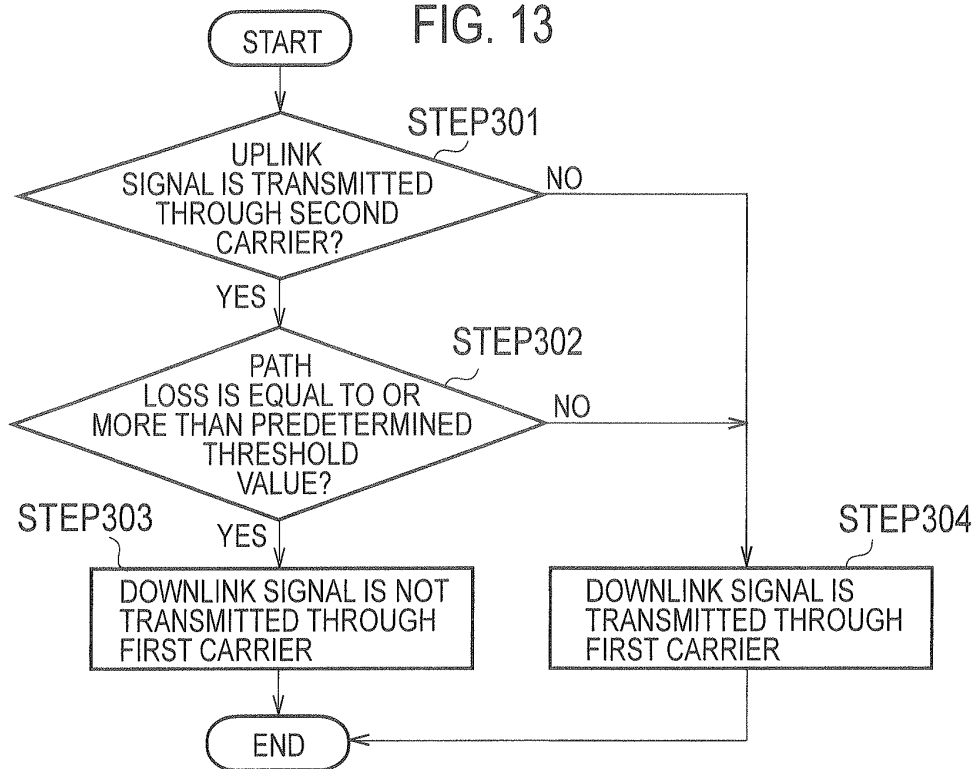 FIG. 13
START
STEP301
UPLINK
SIGNAL IS TRANSMITTED
THROUGH SECOND
CARRIER?
NO
YES
STEP302
PATH
LOSS IS EQUAL TO OR
MORE THAN PREDETERMINED
THRESHOLD
VALUE?
NO
YES
STEP303
DOWNLINK SIGNAL IS NOT
TRANSMITTED THROUGH
FIRST CARRIER
STEP304
DOWNLINK SIGNAL IS
TRANSMITTED THROUGH
FIRST CARRIER
END